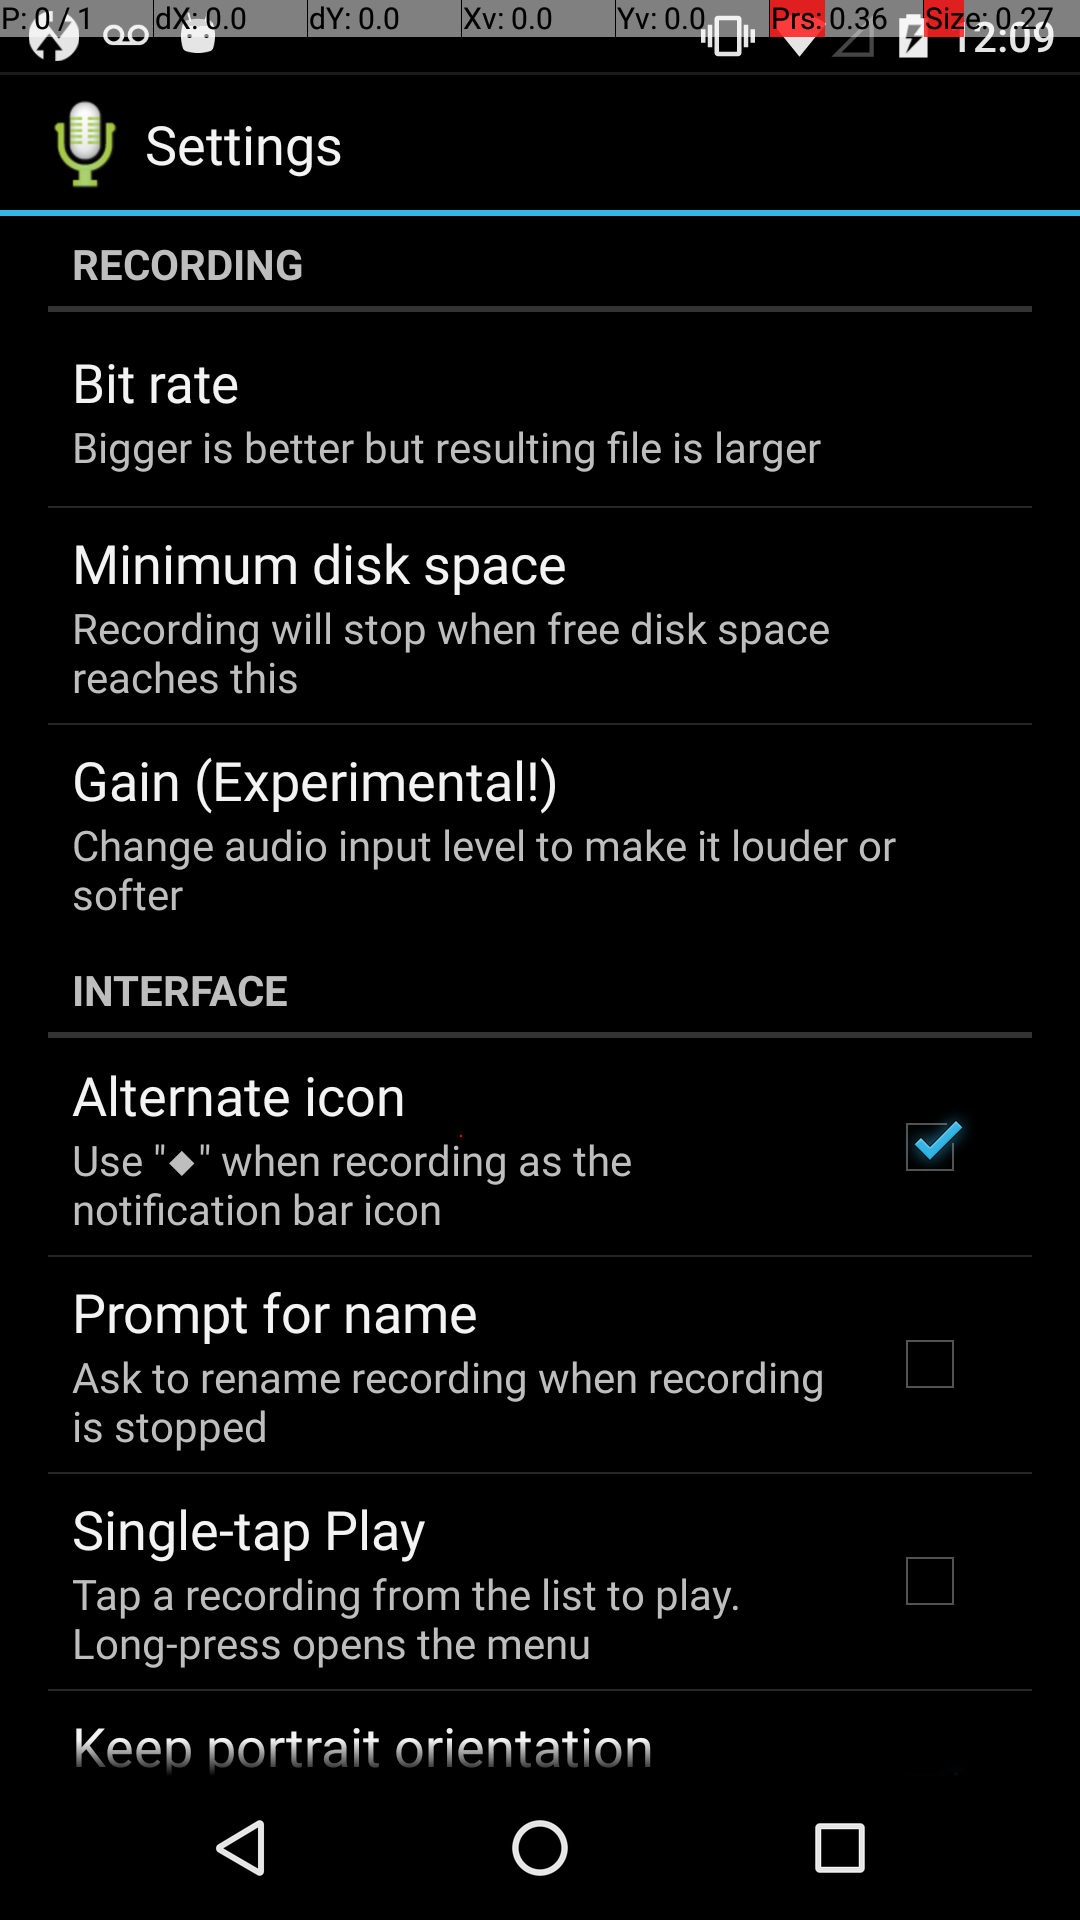 P: 0 / 1 dX: 0.0 dY: 0.0 Xv: 0.0 Yv: 0.0 Prs: 0.36 Size: 0.27
12:09
Settings
RECORDING
Bit rate
Bigger is better but resulting file is larger
Minimum disk space
Recording will stop when free disk space
reaches this
Gain (Experimental!)
Change audio input level to make it louder or
softer
INTERFACE
Alternate icon
Use "◆" when recording as the
notification bar icon
Prompt for name
Ask to rename recording when recording
is stopped
Single-tap Play
Tap a recording from the list to play.
Long-press opens the menu
Keep portrait orientation